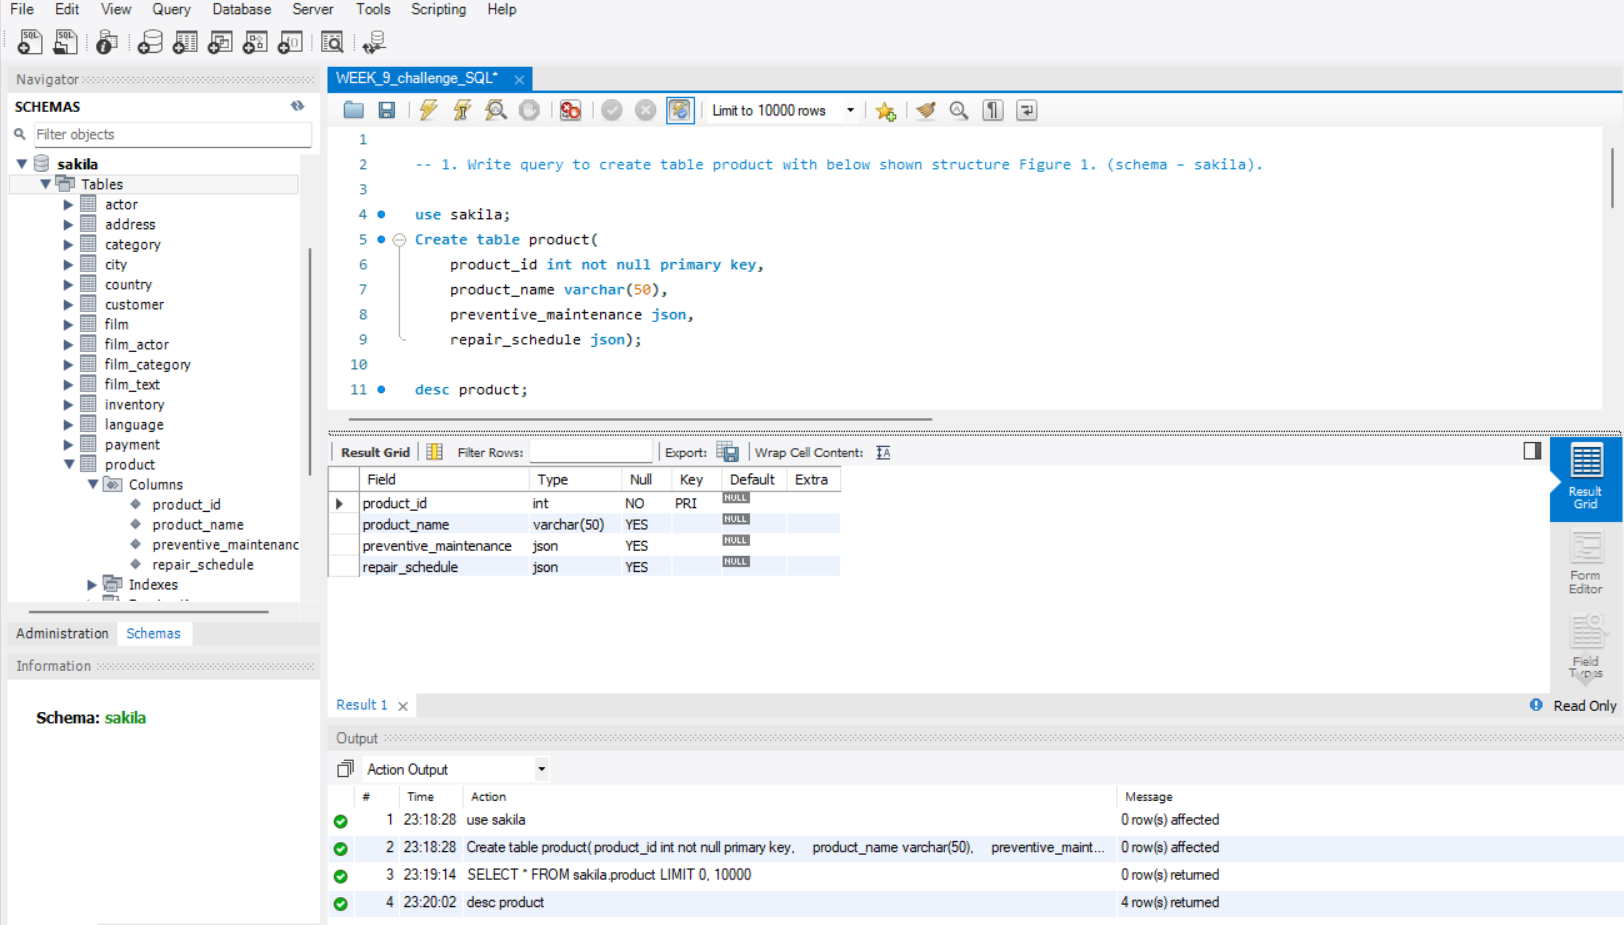 File Edit View Query Database Server Tools Scripting Help
SQL SQL
Navigator
SCHEMAS
Filter objects
sakila
Tables
actor
address
category
city
country
customer
film
film_actor
film_category
film_text
inventory
language
payment
product
Columns
product_id
product_name
preventive_maintenanc
repair_schedule
Indexes
Administration Schemas
Information
Schema: sakila
WEEK_9_challenge_SQL*
Limit to 10000 rows
1
2 -- 1. Write query to create table product with below shown structure Figure 1. (schema – sakila).
3
4 use sakila;
5 Create table product(
6 product_id int not null primary key,
7 product_name varchar(50),
8 preventive_maintenance json,
9 repair_schedule json);
10
11 desc product;
Result Grid Filter Rows: Export: Wrap Cell Content:
Field Type Null Key Default Extra
product_id int NO PRI NULL
product_name varchar(50) YES NULL
preventive_maintenance json YES NULL
repair_schedule json YES NULL
Result
Grid
Form
Editor
Field
Types
Result 1
Read Only
Output
Action Output
# Time Action Message
1 23:18:28 use sakila 0 row(s) affected
2 23:18:28 Create table product( product_id int not null primary key, product_name varchar(50), preventive_maint... 0 row(s) affected
3 23:19:14 SELECT * FROM sakila.product LIMIT 0, 10000 0 row(s) returned
4 23:20:02 desc product 4 row(s) returned